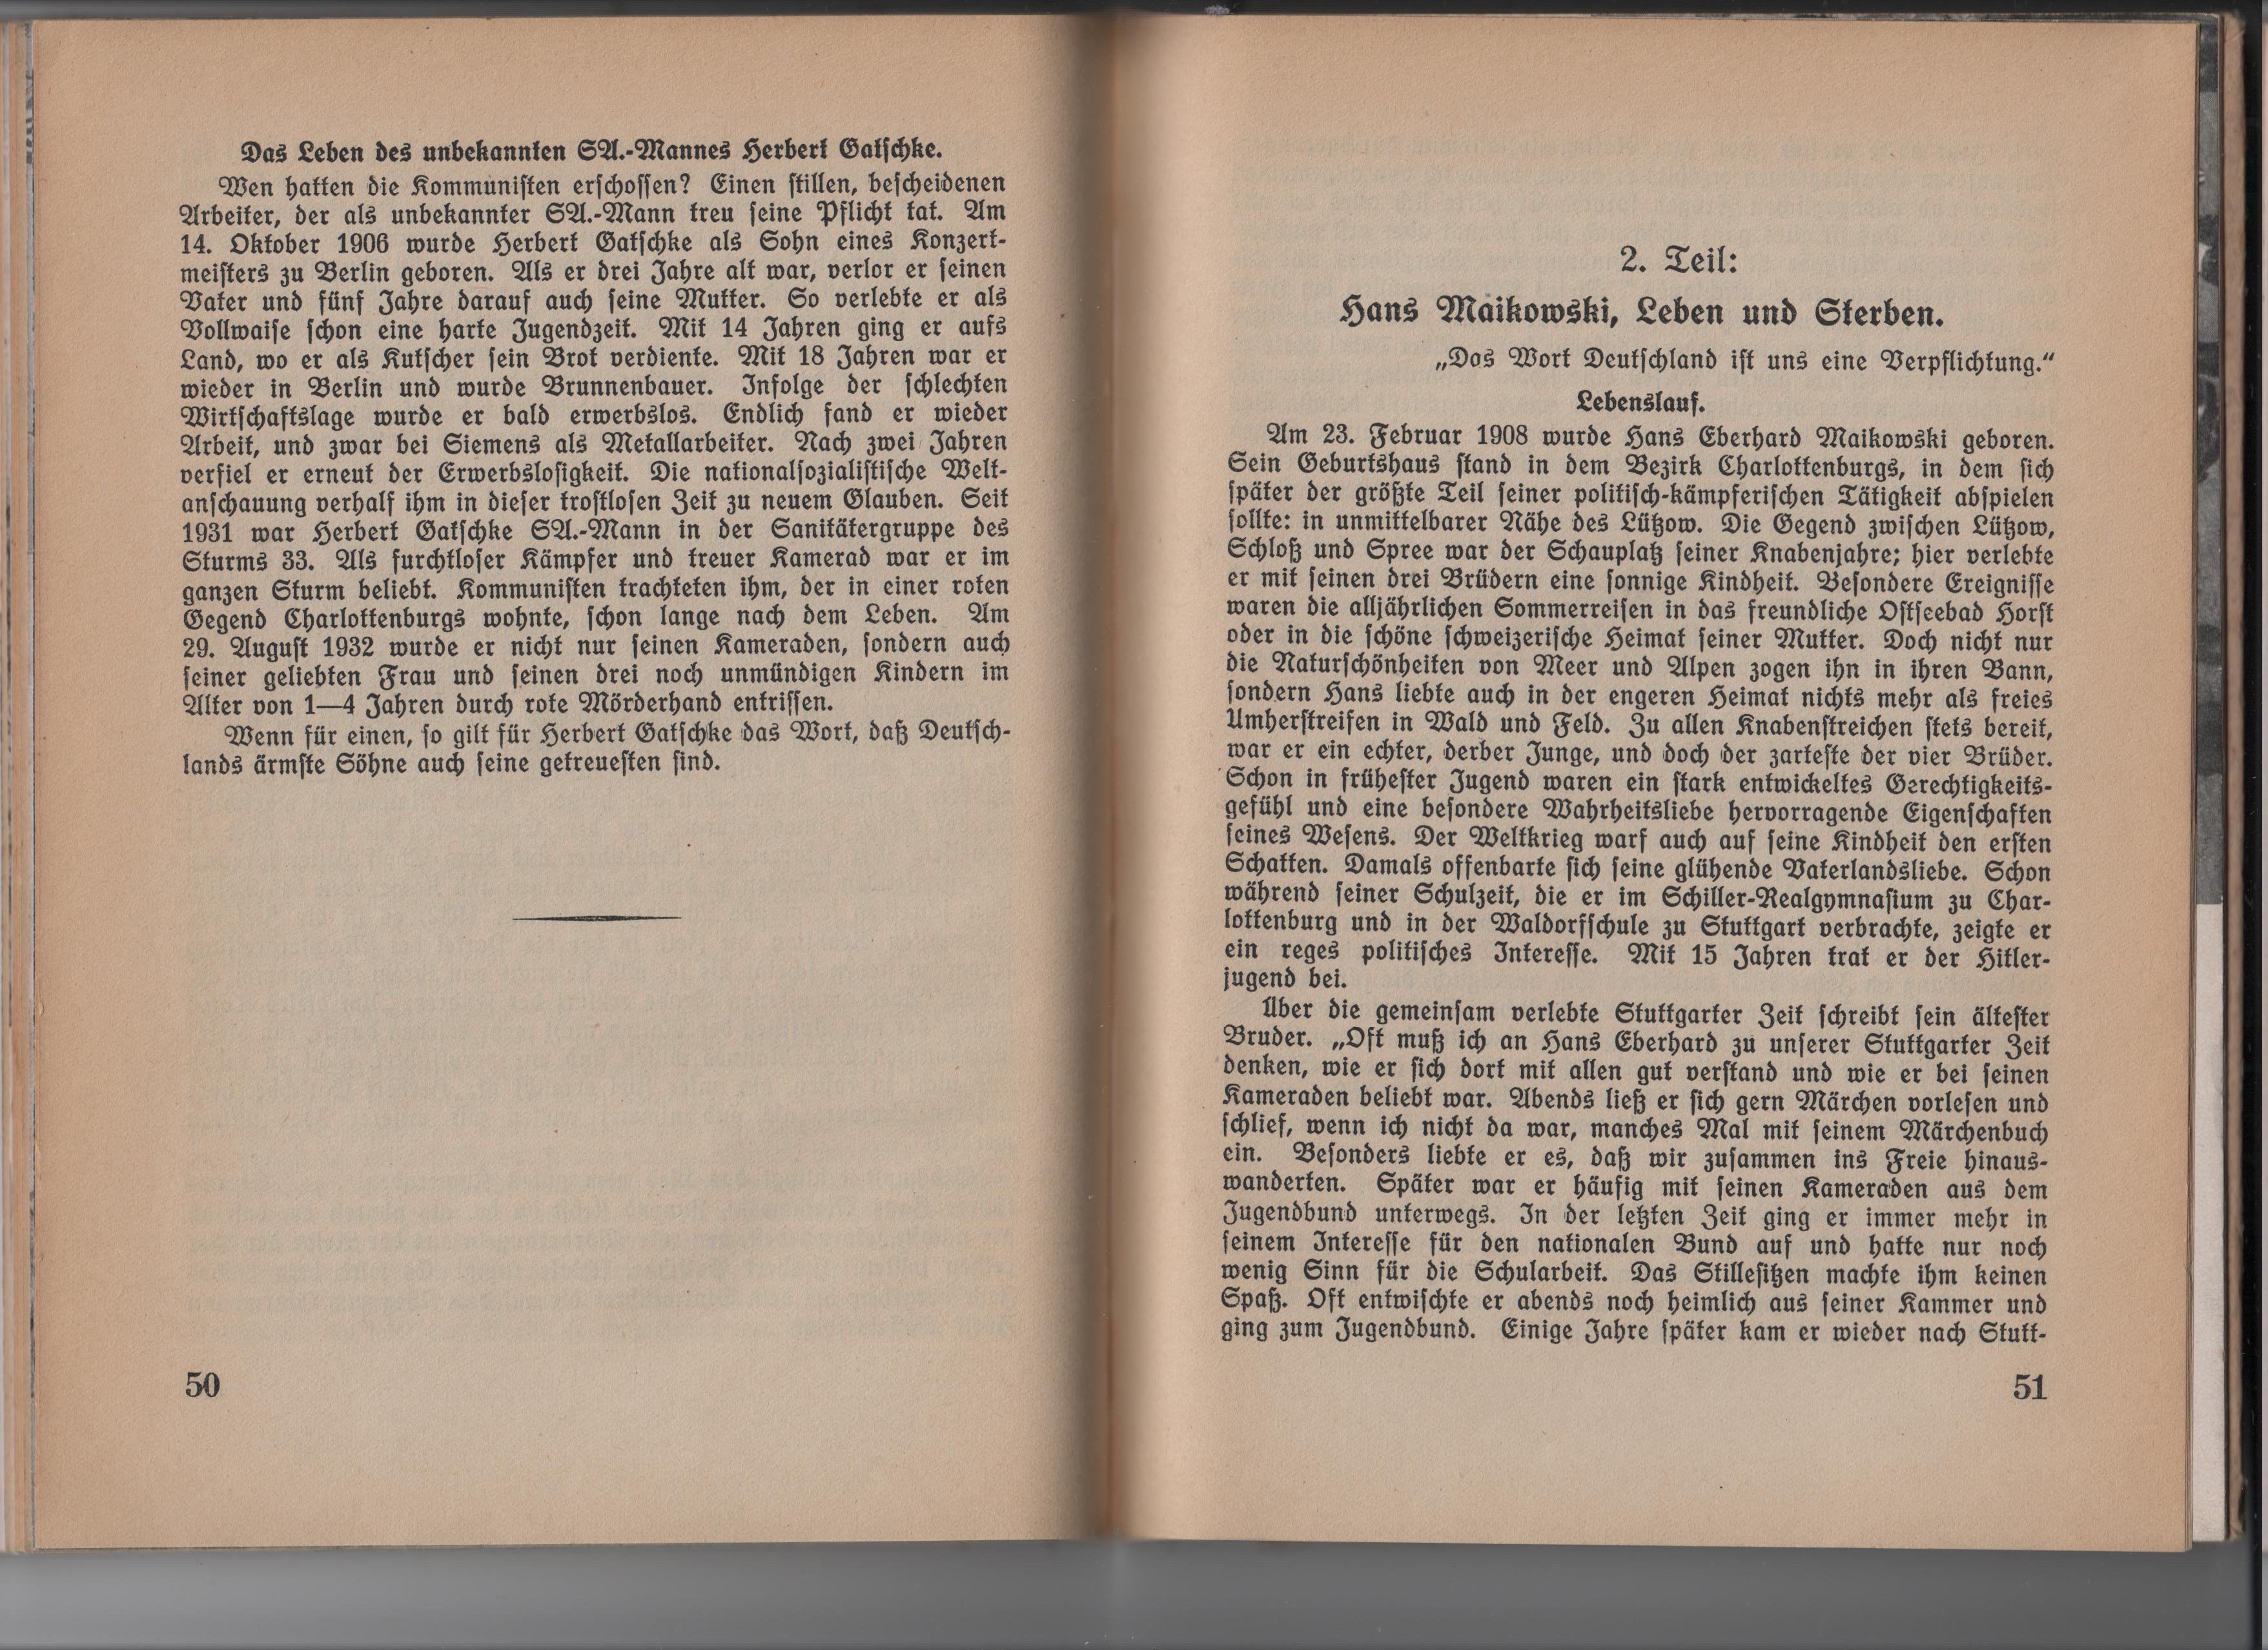 Das Leben des unbekannten SA.-Mannes Herbert Gatschke.
Wen hatten die Kommunisten erschossen? Einen stillen, bescheidenen
Arbeiter, der als unbekannter SA.-Mann treu seine Pflicht tat. Am
14. Oktober 1906 wurde Herbert Gatschke als Sohn eines Konzert-
meisters zu Berlin geboren. Als er drei Jahre alt war, verlor er seinen
Vater und fünf Jahre darauf auch seine Mutter. So verlebte er als
Vollwaise schon eine harte Jugendzeit. Mit 14 Jahren ging er aufs
Land, wo er als Kutscher sein Brot verdiente. Mit 18 Jahren war er
wieder in Berlin und wurde Brunnenbauer. Infolge der schlechten
Wirtschaftslage wurde er bald erwerbslos. Endlich fand er wieder
Arbeit, und zwar bei Siemens als Metallarbeiter. Nach zwei Jahren
verfiel er erneut der Erwerbslosigkeit. Die nationalsozialistische Welt-
anschauung verhalf ihm in dieser trostlosen Zeit zu neuem Glauben. Seit
1931 war Herbert Gatschke SA.-Mann in der Sanitätergruppe des
Sturms 33. Als furchtloser Kämpfer und treuer Kamerad war er im
ganzen Sturm beliebt. Kommunisten trachteten ihm, der in einer roten
Gegend Charlottenburgs wohnte, schon lange nach dem Leben. Am
29. August 1932 wurde er nicht nur seinen Kameraden, sondern auch
seiner geliebten Frau und seinen drei noch unmündigen Kindern im
Alter von 1—4 Jahren durch rote Mörderhand entrissen.
Wenn für einen, so gilt für Herbert Gatschke das Wort, daß Deutsch-
lands ärmste Söhne auch seine getreuesten sind.
50
2. Teil:
Hans Maikowski, Leben und Sterben.
„Das Wort Deutschland ist uns eine Verpflichtung.“
Lebenslauf.
Am 23. Februar 1908 wurde Hans Eberhard Maikowski geboren.
Sein Geburtshaus stand in dem Bezirk Charlottenburgs, in dem sich
später der größte Teil seiner politisch-kämpferischen Tätigkeit abspielen
sollte: in unmittelbarer Nähe des Lützow. Die Gegend zwischen Lützow,
Schloß und Spree war der Schauplatz seiner Knabenjahre; hier verlebte
er mit seinen drei Brüdern eine sonnige Kindheit. Besondere Ereignisse
waren die alljährlichen Sommerreisen in das freundliche Ostseebad Horst
oder in die schöne schweizerische Heimat seiner Mutter. Doch nicht nur
die Naturschönheiten von Meer und Alpen zogen ihn in ihren Bann,
sondern Hans liebte auch in der engeren Heimat nichts mehr als freies
Umherstreifen in Wald und Feld. Zu allen Knabenstreichen stets bereit,
war er ein echter, derber Junge, und doch der zarteste der vier Brüder.
Schon in frühester Jugend waren ein stark entwickeltes Gerechtigkeits-
gefühl und eine besondere Wahrheitsliebe hervorragende Eigenschaften
seines Wesens. Der Weltkrieg warf auch auf seine Kindheit den ersten
Schatten. Damals offenbarte sich seine glühende Vaterlandsliebe. Schon
während seiner Schulzeit, die er im Schiller-Realgymnasium zu Char-
lottenburg und in der Waldorfschule zu Stuttgart verbrachte, zeigte er
ein reges politisches Interesse. Mit 15 Jahren trat er der Hitler-
jugend bei.
Über die gemeinsam verlebte Stuttgarter Zeit schreibt sein ältester
Bruder. „Oft muß ich an Hans Eberhard zu unserer Stuttgarter Zeit
denken, wie er sich dort mit allen gut verstand und wie er bei seinen
Kameraden beliebt war. Abends ließ er sich gern Märchen vorlesen und
schlief, wenn ich nicht da war, manches Mal mit seinem Märchenbuch
ein. Besonders liebte er es, daß wir zusammen ins Freie hinaus-
wanderten. Später war er häufig mit seinen Kameraden aus dem
Jugendbund unterwegs. In der letzten Zeit ging er immer mehr in
seinem Interesse für den nationalen Bund auf und hatte nur noch
wenig Sinn für die Schularbeit. Das Stillesitzen machte ihm keinen
Spaß. Oft entwischte er abends noch heimlich aus seiner Kammer und
ging zum Jugendbund. Einige Jahre später kam er wieder nach Stutt-
51